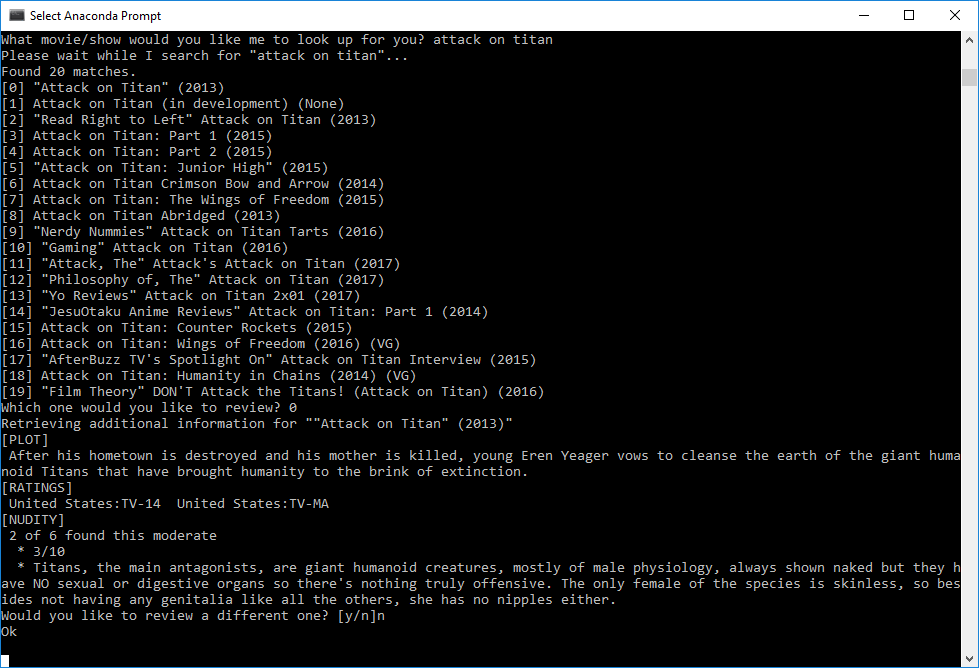 Select Anaconda Prompt
What movie/show would you like me to look up for you? attack on titan
Please wait while I search for "attack on titan"...
Found 20 matches.
[0] "Attack on Titan" (2013)
[1] Attack on Titan (in development) (None)
[2] "Read Right to Left" Attack on Titan (2013)
[3] Attack on Titan: Part 1 (2015)
[4] Attack on Titan: Part 2 (2015)
[5] "Attack on Titan: Junior High" (2015)
[6] Attack on Titan Crimson Bow and Arrow (2014)
[7] Attack on Titan: The Wings of Freedom (2015)
[8] Attack on Titan Abridged (2013)
[9] "Nerdy Nummies" Attack on Titan Tarts (2016)
[10] "Gaming" Attack on Titan (2016)
[11] "Attack, The" Attack's Attack on Titan (2017)
[12] "Philosophy of, The" Attack on Titan (2017)
[13] "Yo Reviews" Attack on Titan 2x01 (2017)
[14] "JesuOtaku Anime Reviews" Attack on Titan: Part 1 (2014)
[15] Attack on Titan: Counter Rockets (2015)
[16] Attack on Titan: Wings of Freedom (2016) (VG)
[17] "AfterBuzz TV's Spotlight On" Attack on Titan Interview (2015)
[18] Attack on Titan: Humanity in Chains (2014) (VG)
[19] "Film Theory" DON'T Attack the Titans! (Attack on Titan) (2016)
Which one would you like to review? 0
Retrieving additional information for ""Attack on Titan" (2013)"
[PLOT]
 After his hometown is destroyed and his mother is killed, young Eren Yeager vows to cleanse the earth of the giant huma
noid Titans that have brought humanity to the brink of extinction.
[RATINGS]
 United States:TV-14  United States:TV-MA
[NUDITY]
 2 of 6 found this moderate
  * 3/10
  * Titans, the main antagonists, are giant humanoid creatures, mostly of male physiology, always shown naked but they h
ave NO sexual or digestive organs so there's nothing truly offensive. The only female of the species is skinless, so bes
ides not having any genitalia like all the others, she has no nipples either.
Would you like to review a different one? [y/n]n
Ok